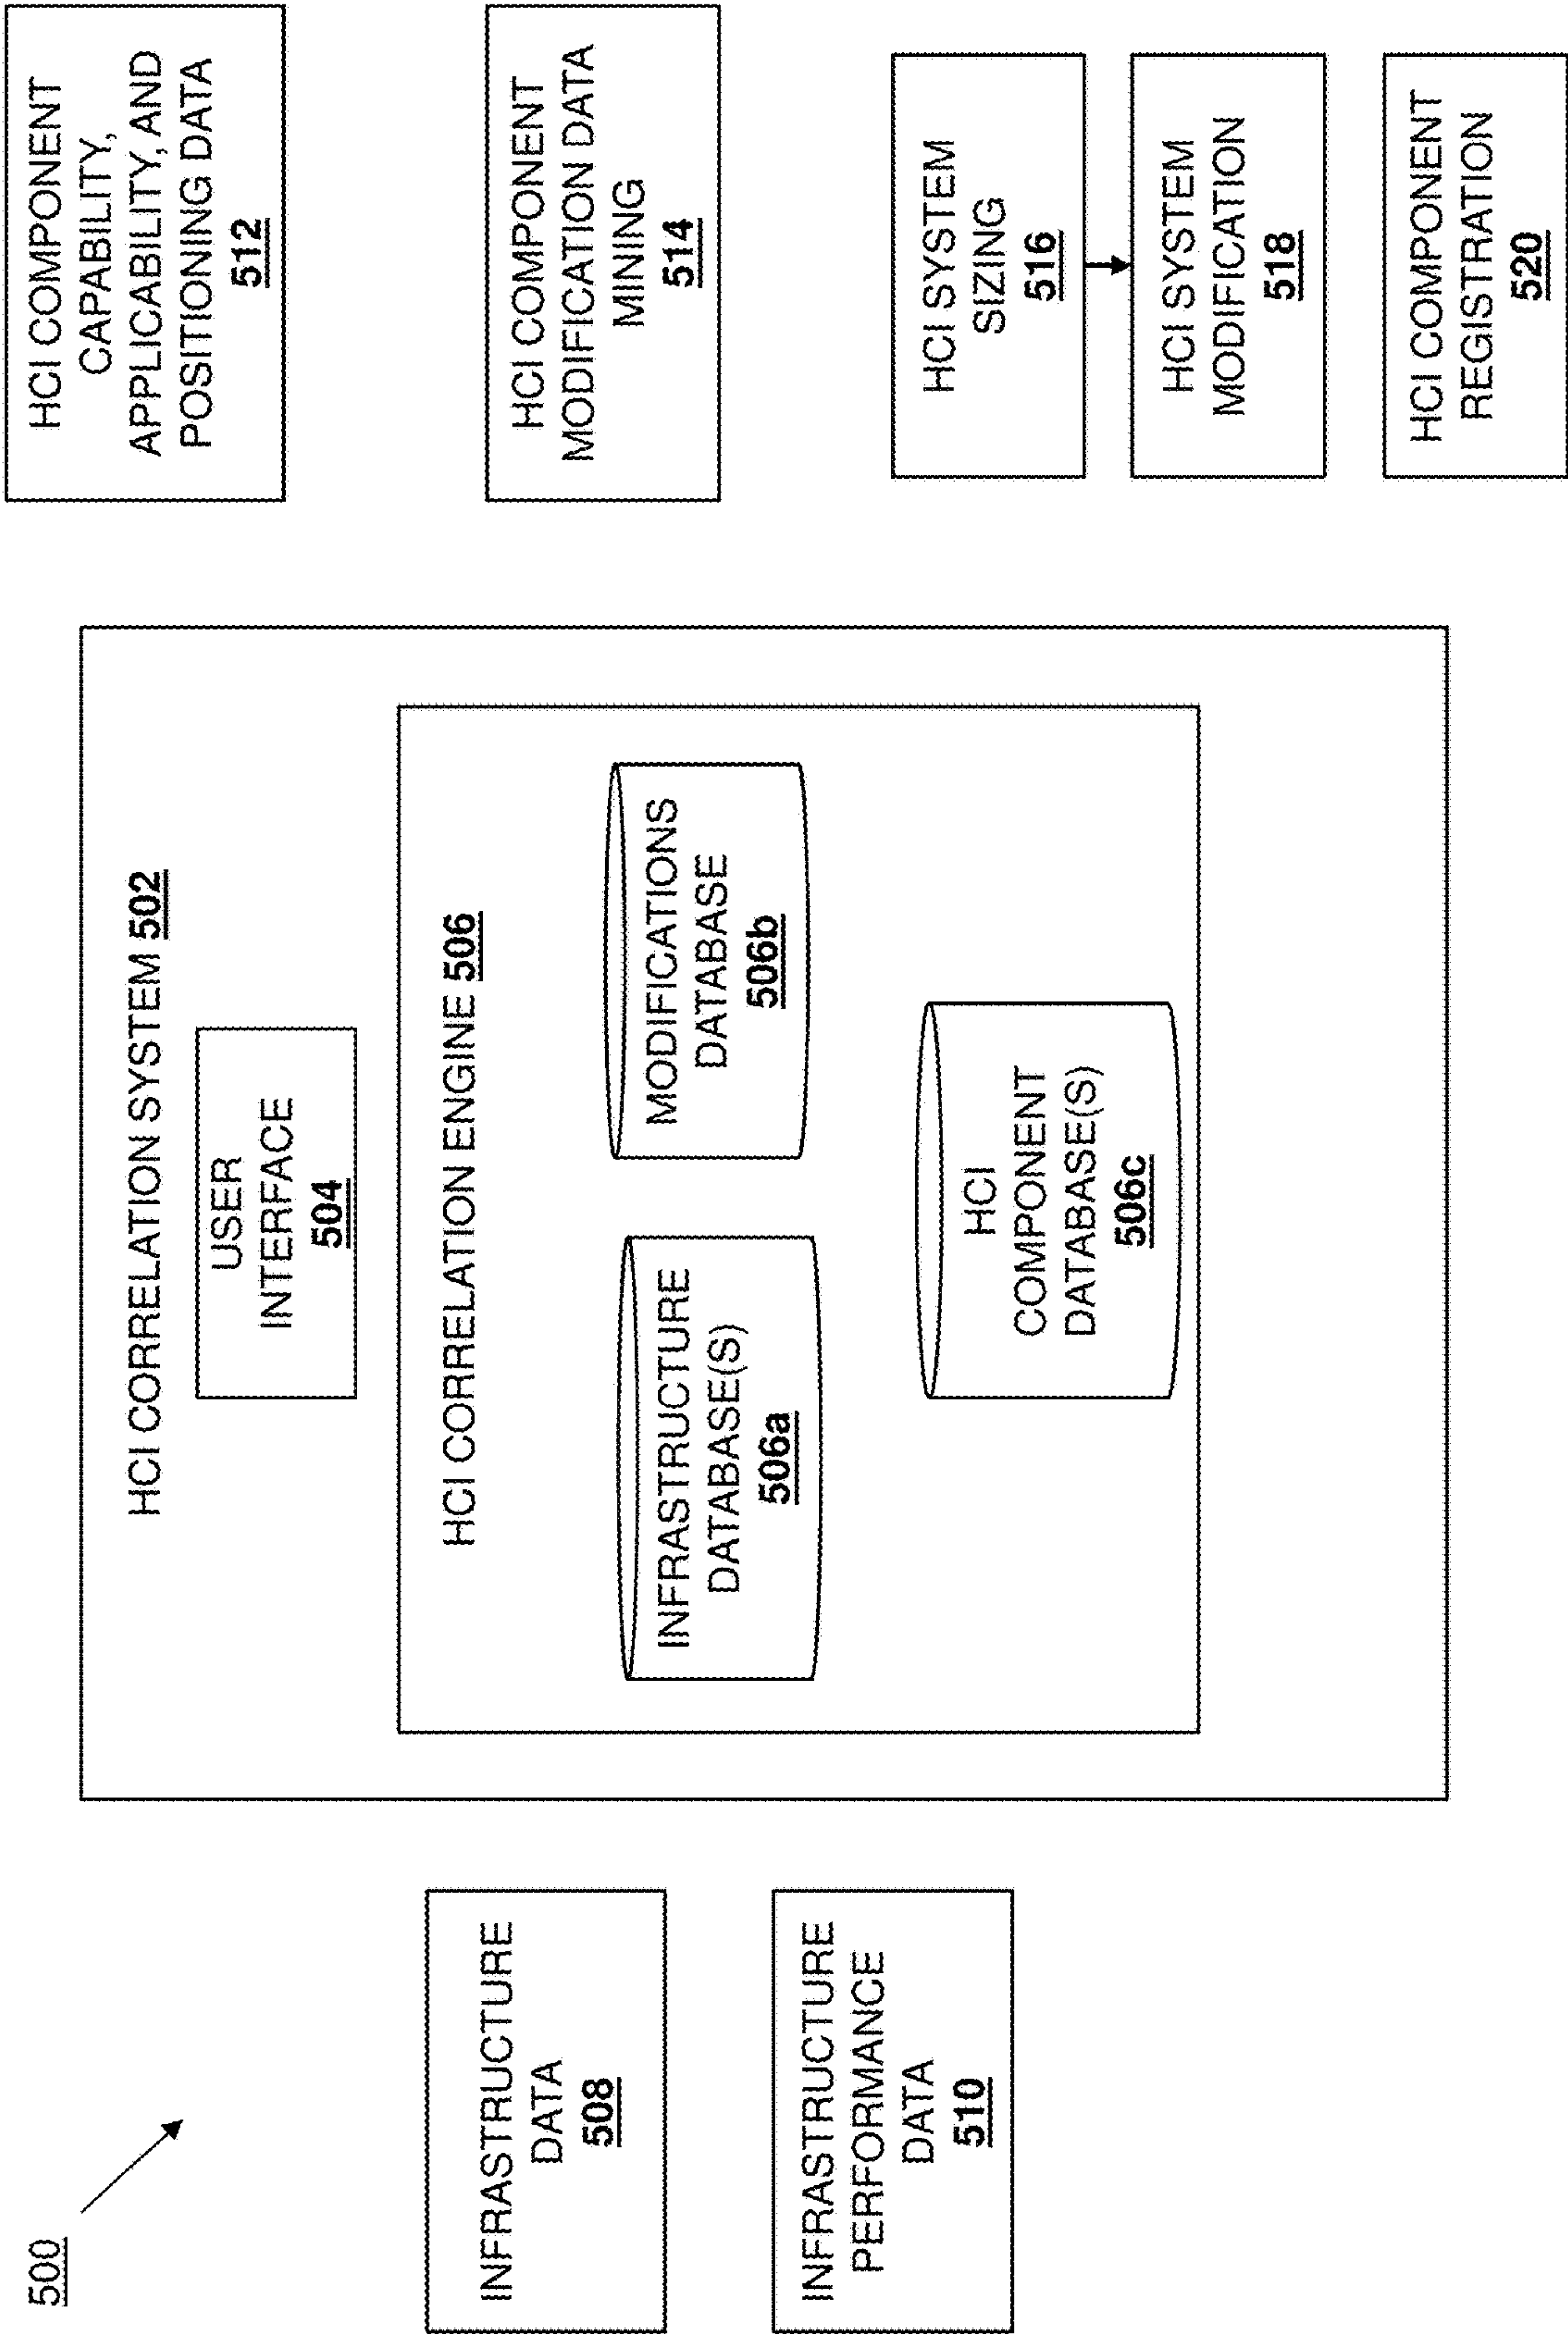 500
INFRASTRUCTURE
DATA
508
INFRASTRUCTURE
PERFORMANCE
DATA
510
HCI CORRELATION SYSTEM 502
USER
INTERFACE
504
HCI CORRELATION ENGINE 506
INFRASTRUCTURE
DATABASE(S)
506a
MODIFICATIONS
DATABASE
506b
HCI
COMPONENT
DATABASE(S)
506c
HCI COMPONENT
CAPABILITY,
APPLICABILITY, AND
POSITIONING DATA
512
HCI COMPONENT
MODIFICATION DATA
MINING
514
HCI SYSTEM
SIZING
516
HCI SYSTEM
MODIFICATION
518
HCI COMPONENT
REGISTRATION
520